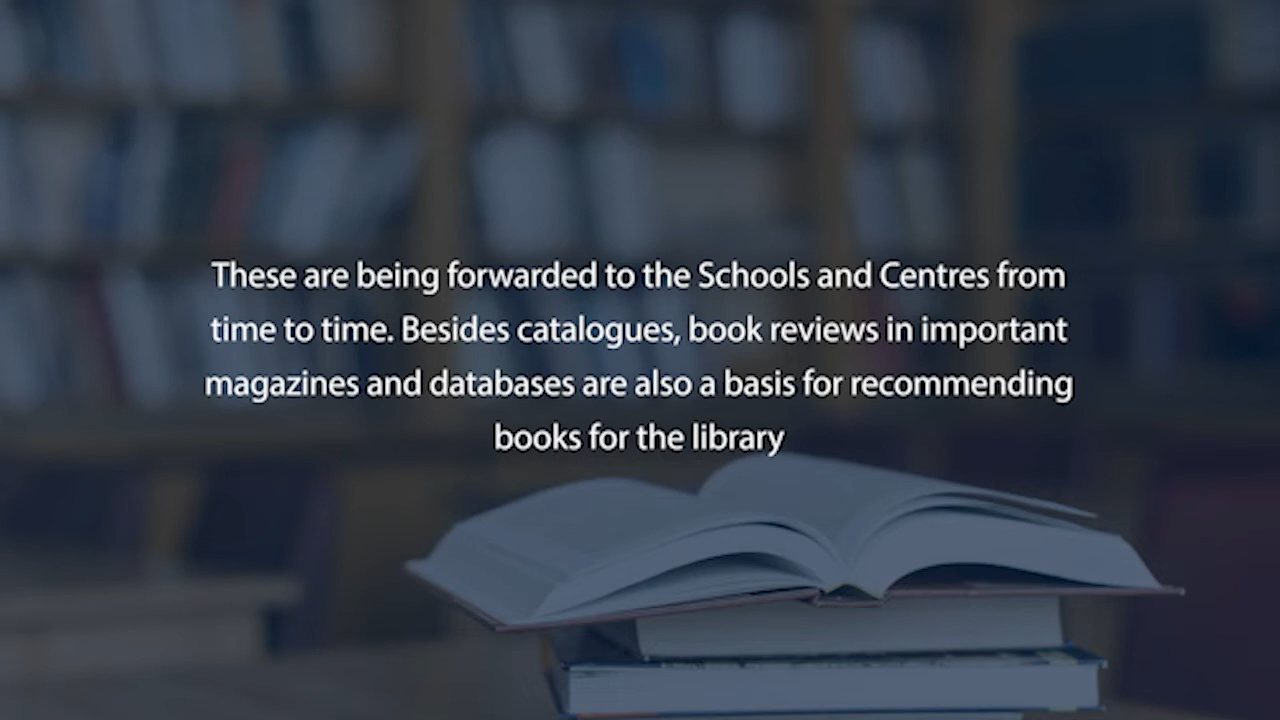 These are being forwarded to the Schools and Centres from
time to time. Besides catalogues, book reviews in important
magazines and databases are also a basis for recommending
books for the library